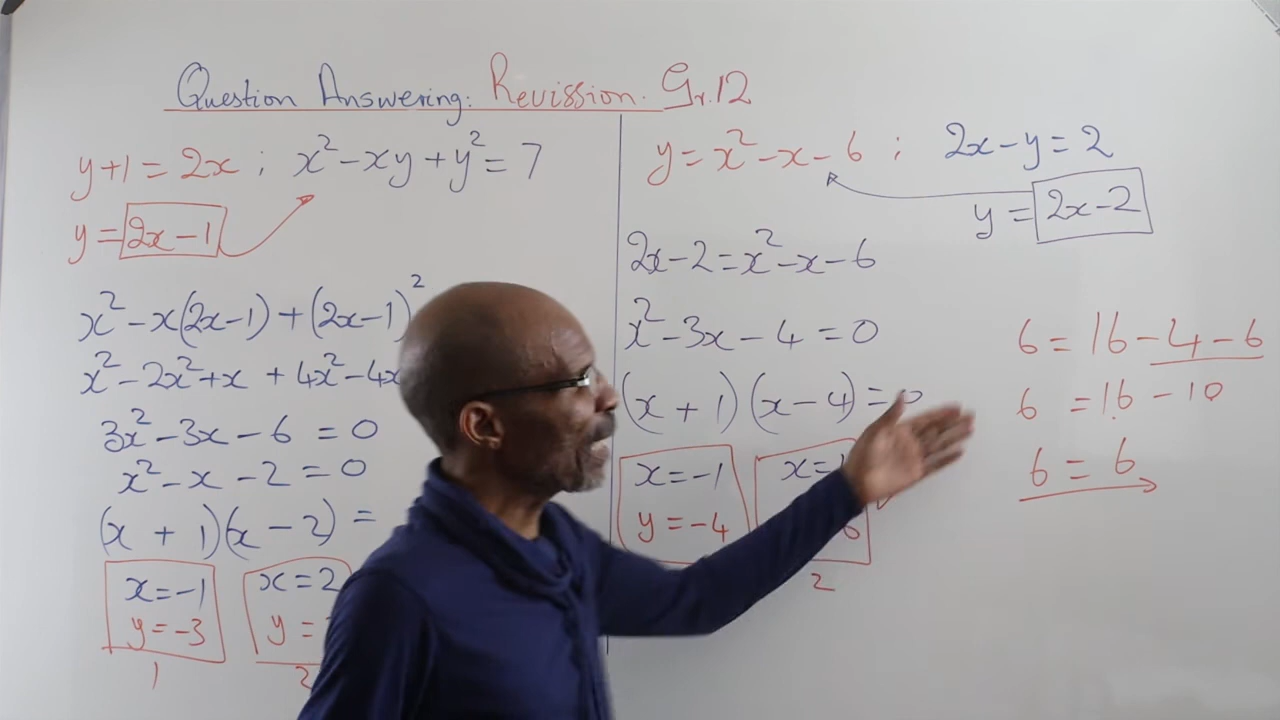 Question Answering: Revission. Gr.12
y+1 = 2x ; x² - xy + y² = 7
y = 2x - 1
x² - x(2x-1) + (2x-1)²
x² - 2x² + x + 4x² - 4x
3x² - 3x - 6 = 0
x² - x - 2 = 0
(x + 1)(x - 2) =
x = -1
y = -3
1
x = 2
y =
2
y = x² - x - 6 ; 2x - y = 2
y = 2x - 2
2x - 2 = x² - x - 6
x² - 3x - 4 = 0
(x + 1)(x - 4) = 0
x = -1
y = -4
x =
6
2
6 = 16 - 4 - 6
6 = 16 - 10
6 = 6